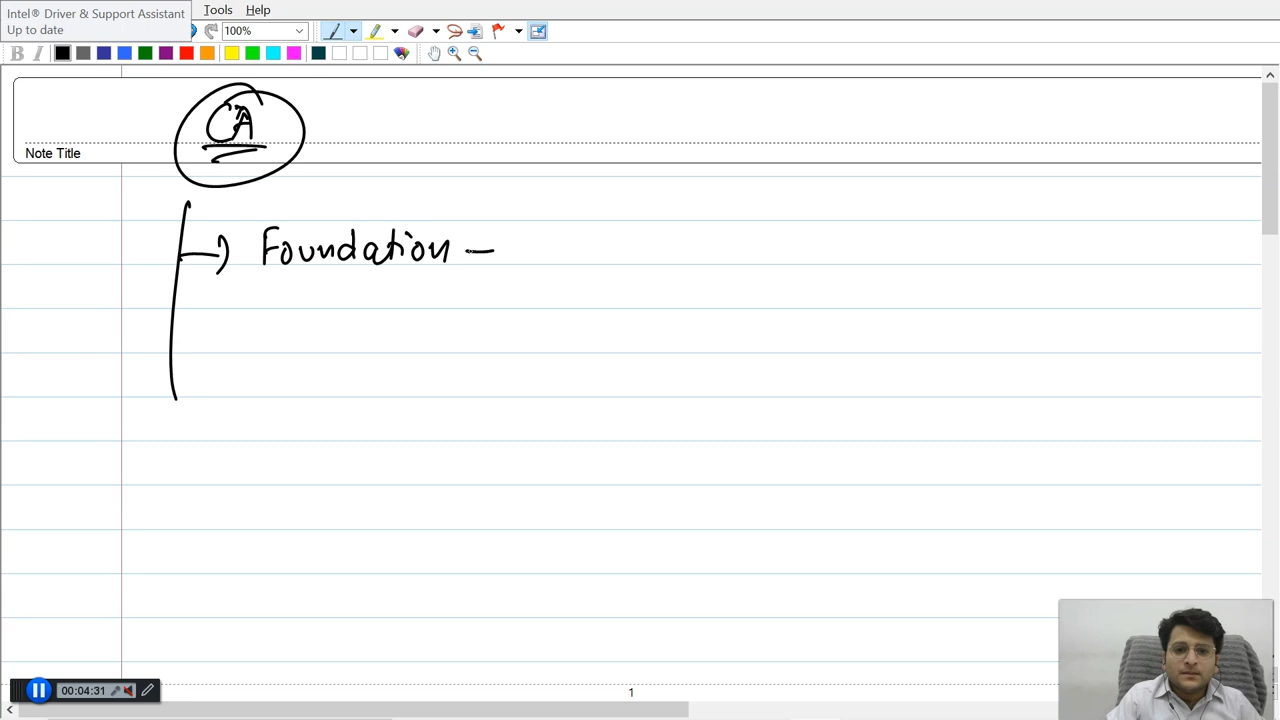 Intel® Driver & Support Assistant
Up to date
Tools Help
100%
B I
Note Title
CA
Foundation –
00:04:31
1